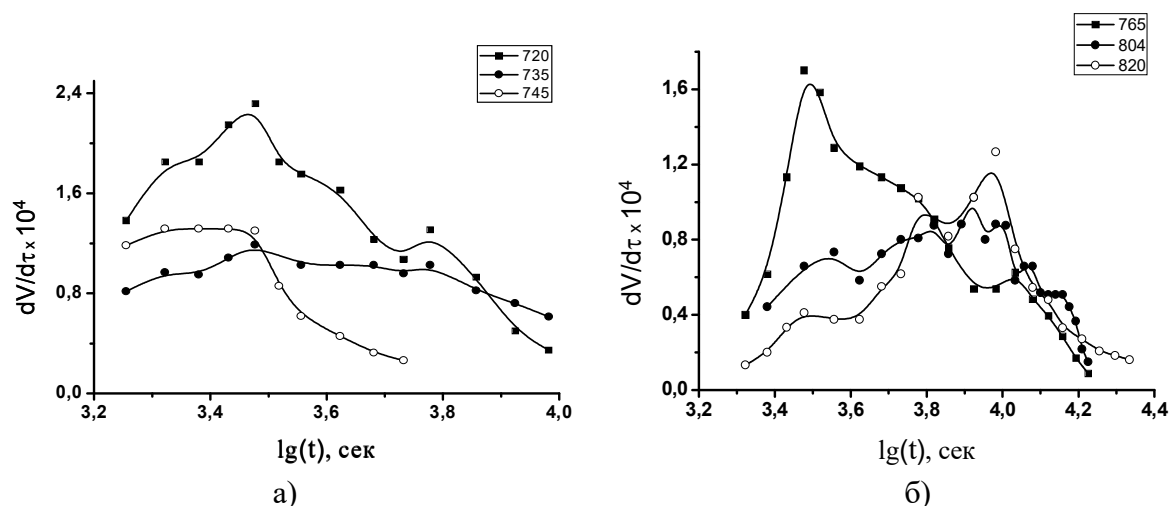 720
735
745
2,4
1,6
0,8
0,0
dV/dτ x 10⁴
3,2 3,4 3,6 3,8 4,0
lg(t), сек
а)
765
804
820
1,6
1,2
0,8
0,4
0,0
dV/dτ x 10⁴
3,2 3,4 3,6 3,8 4,0 4,2 4,4
lg(t), сек
б)